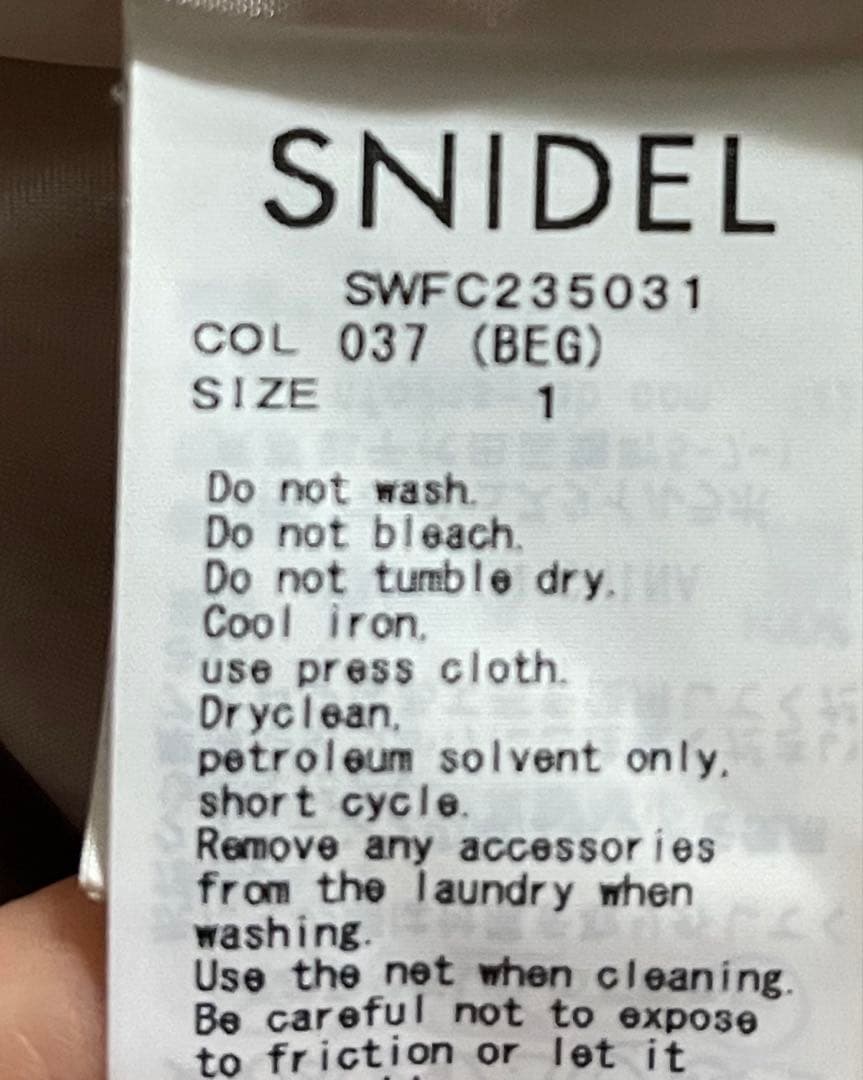 SNIDEL
SWFC235031
COL 037 (BEG)
SIZE 1
Do not wash.
Do not bleach.
Do not tumble dry.
Cool iron,
use press cloth.
Dryclean,
petroleum solvent only,
short cycle.
Remove any accessories
from the laundry when
washing.
Use the net when cleaning.
Be careful not to expose
to friction or let it